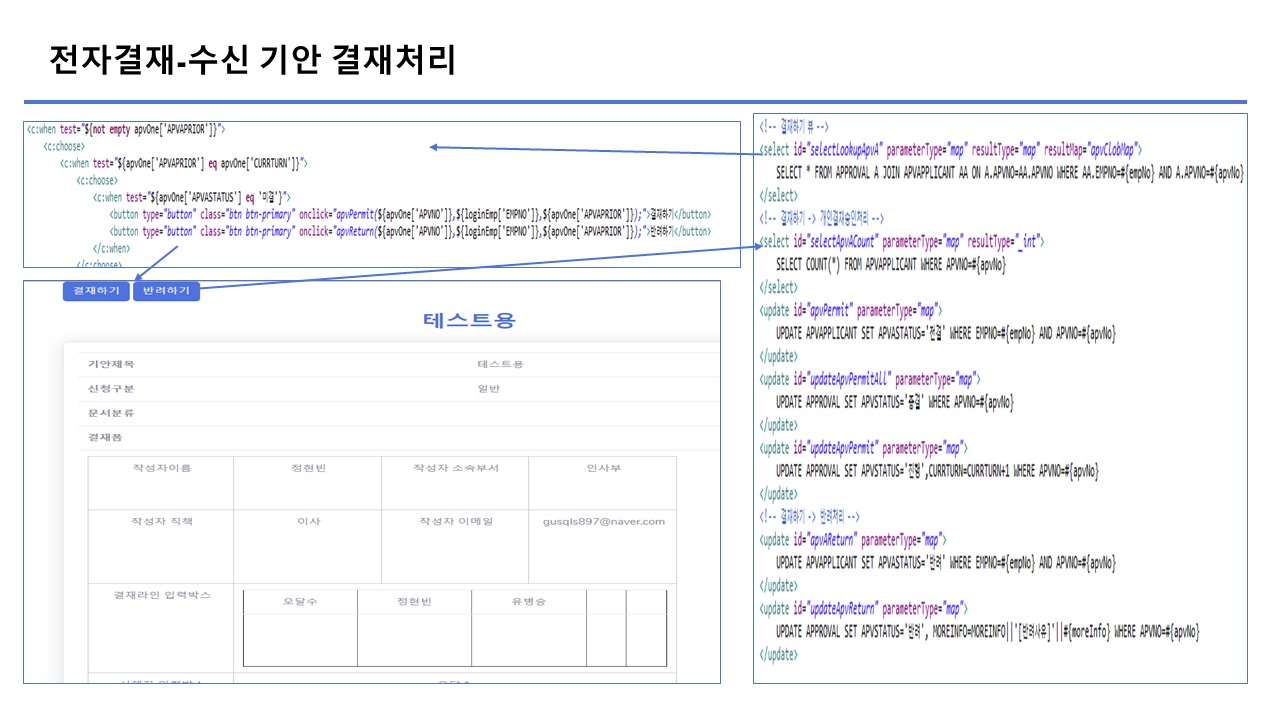 전자결재-수신 기안 결재처리
<c:when test="${not empty apvOne['APVAPRIOR']}">
<c:choose>
<c:when test="${apvOne['APVAPRIOR'] eq apvOne['CURRTURN']}">
<c:choose>
<c:when test="${apvOne['APVASTATUS'] eq '미결'}">
<button type="button" class="btn btn-primary" onclick="apvPermit(${apvOne['APVNO']},${loginEmp['EMPNO']},${apvOne['APVAPRIOR']});">결재하기</button>
<button type="button" class="btn btn-primary" onclick="apvReturn(${apvOne['APVNO']},${loginEmp['EMPNO']},${apvOne['APVAPRIOR']});">반려하기</button>
</c:when>
</c:choose>
결재하기 반려하기
테스트용
기안제목 테스트용
신청구분 일반
문서분류
결재폼
작성자이름 정현빈 작성자 소속부서 인사부
작성자 직책 이사 작성자 이메일 gusqls897@naver.com
결재라인 입력박스 오달수 정현빈 유병승
<!-- 결재하기 뷰 -->
<select id="selectLookupApvA" parameterType="map" resultType="map" resultMap="apvClobMap">
SELECT * FROM APPROVAL A JOIN APVAPPLICANT AA ON A.APVNO=AA.APVNO WHERE AA.EMPNO=#{empNo} AND A.APVNO=#{apvNo}
</select>
<!-- 결재하기 -> 개인결재승인처리 -->
<select id="selectApvACount" parameterType="map" resultType="_int">
SELECT COUNT(*) FROM APVAPPLICANT WHERE APVNO=#{apvNo}
</select>
<update id="apvPermit" parameterType="map">
UPDATE APVAPPLICANT SET APVASTATUS='전결' WHERE EMPNO=#{empNo} AND APVNO=#{apvNo}
</update>
<update id="updateApvPermitAll" parameterType="map">
UPDATE APPROVAL SET APVSTATUS='종결' WHERE APVNO=#{apvNo}
</update>
<update id="updateApvPermit" parameterType="map">
UPDATE APPROVAL SET APVSTATUS='진행',CURRTURN=CURRTURN+1 WHERE APVNO=#{apvNo}
</update>
<!-- 결재하기 -> 반려처리 -->
<update id="apvAReturn" parameterType="map">
UPDATE APVAPPLICANT SET APVASTATUS='반려' WHERE EMPNO=#{empNo} AND APVNO=#{apvNo}
</update>
<update id="updateApvReturn" parameterType="map">
UPDATE APPROVAL SET APVSTATUS='반려', MOREINFO=MOREINFO||'[반려사유]'||#{moreInfo} WHERE APVNO=#{apvNo}
</update>